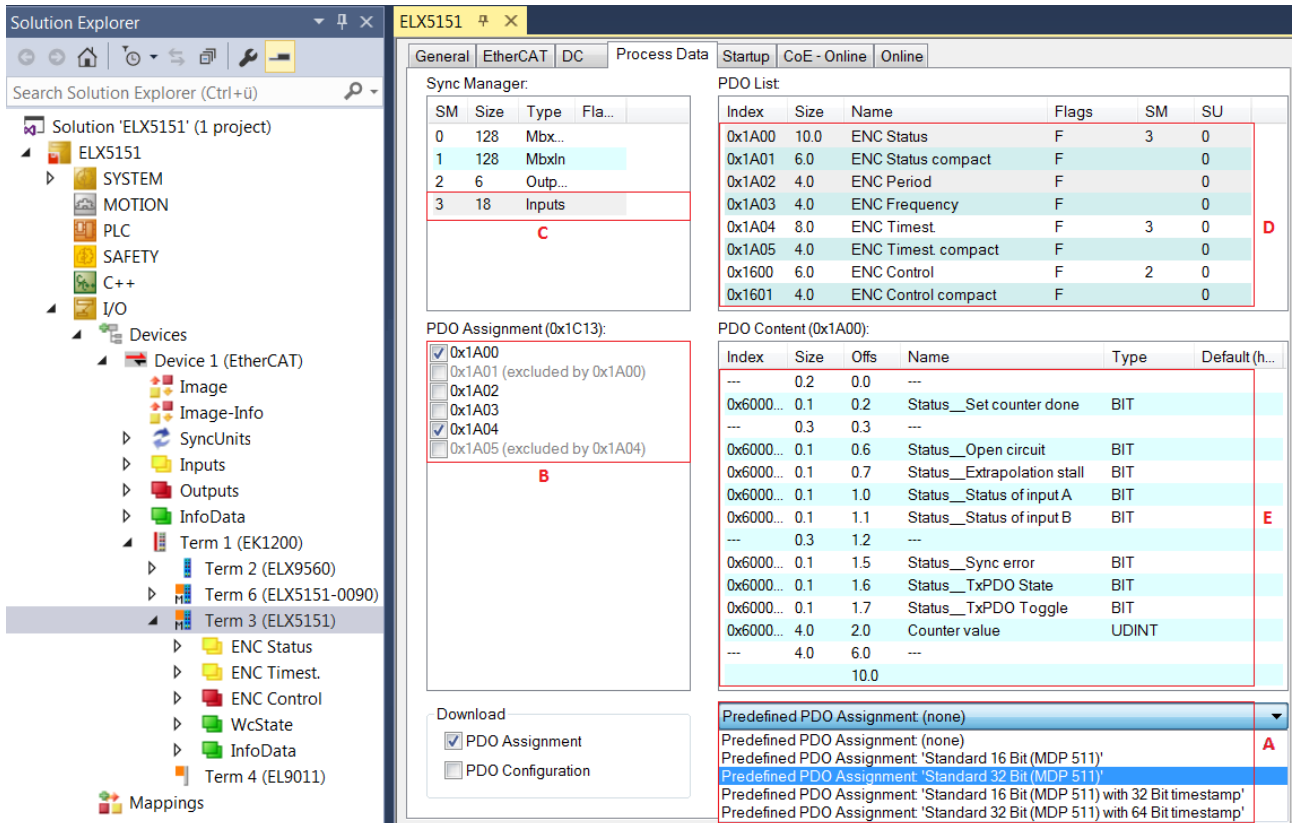 Solution Explorer
Search Solution Explorer (Ctrl+ü)
Solution 'ELX5151' (1 project)
ELX5151
SYSTEM
MOTION
PLC
SAFETY
C++
I/O
Devices
Device 1 (EtherCAT)
Image
Image-Info
SyncUnits
Inputs
Outputs
InfoData
Term 1 (EK1200)
Term 2 (ELX9560)
Term 6 (ELX5151-0090)
Term 3 (ELX5151)
ENC Status
ENC Timest.
ENC Control
WcState
InfoData
Term 4 (EL9011)
Mappings
ELX5151
General EtherCAT DC Process Data Startup CoE - Online Online
Sync Manager:
SM Size Type Fla...
0 128 Mbx...
1 128 MbxIn
2 6 Outp...
3 18 Inputs
C
PDO List:
Index Size Name Flags SM SU
0x1A00 10.0 ENC Status F 3 0
0x1A01 6.0 ENC Status compact F 0
0x1A02 4.0 ENC Period F 0
0x1A03 4.0 ENC Frequency F 0
0x1A04 8.0 ENC Timest. F 3 0
0x1A05 4.0 ENC Timest. compact F 0
0x1600 6.0 ENC Control F 2 0
0x1601 4.0 ENC Control compact F 0
D
PDO Assignment (0x1C13):
0x1A00
0x1A01 (excluded by 0x1A00)
0x1A02
0x1A03
0x1A04
0x1A05 (excluded by 0x1A04)
B
PDO Content (0x1A00):
Index Size Offs Name Type Default (h...
--- 0.2 0.0 ---
0x6000... 0.1 0.2 Status__Set counter done BIT
--- 0.3 0.3 ---
0x6000... 0.1 0.6 Status__Open circuit BIT
0x6000... 0.1 0.7 Status__Extrapolation stall BIT
0x6000... 0.1 1.0 Status__Status of input A BIT
0x6000... 0.1 1.1 Status__Status of input B BIT
--- 0.3 1.2 ---
0x6000... 0.1 1.5 Status__Sync error BIT
0x6000... 0.1 1.6 Status__TxPDO State BIT
0x6000... 0.1 1.7 Status__TxPDO Toggle BIT
0x6000... 4.0 2.0 Counter value UDINT
--- 4.0 6.0 ---
10.0
E
Download
PDO Assignment
PDO Configuration
Predefined PDO Assignment: (none)
Predefined PDO Assignment: (none)
Predefined PDO Assignment: 'Standard 16 Bit (MDP 511)'
Predefined PDO Assignment: 'Standard 32 Bit (MDP 511)'
Predefined PDO Assignment: 'Standard 16 Bit (MDP 511) with 32 Bit timestamp'
Predefined PDO Assignment: 'Standard 32 Bit (MDP 511) with 64 Bit timestamp'
A